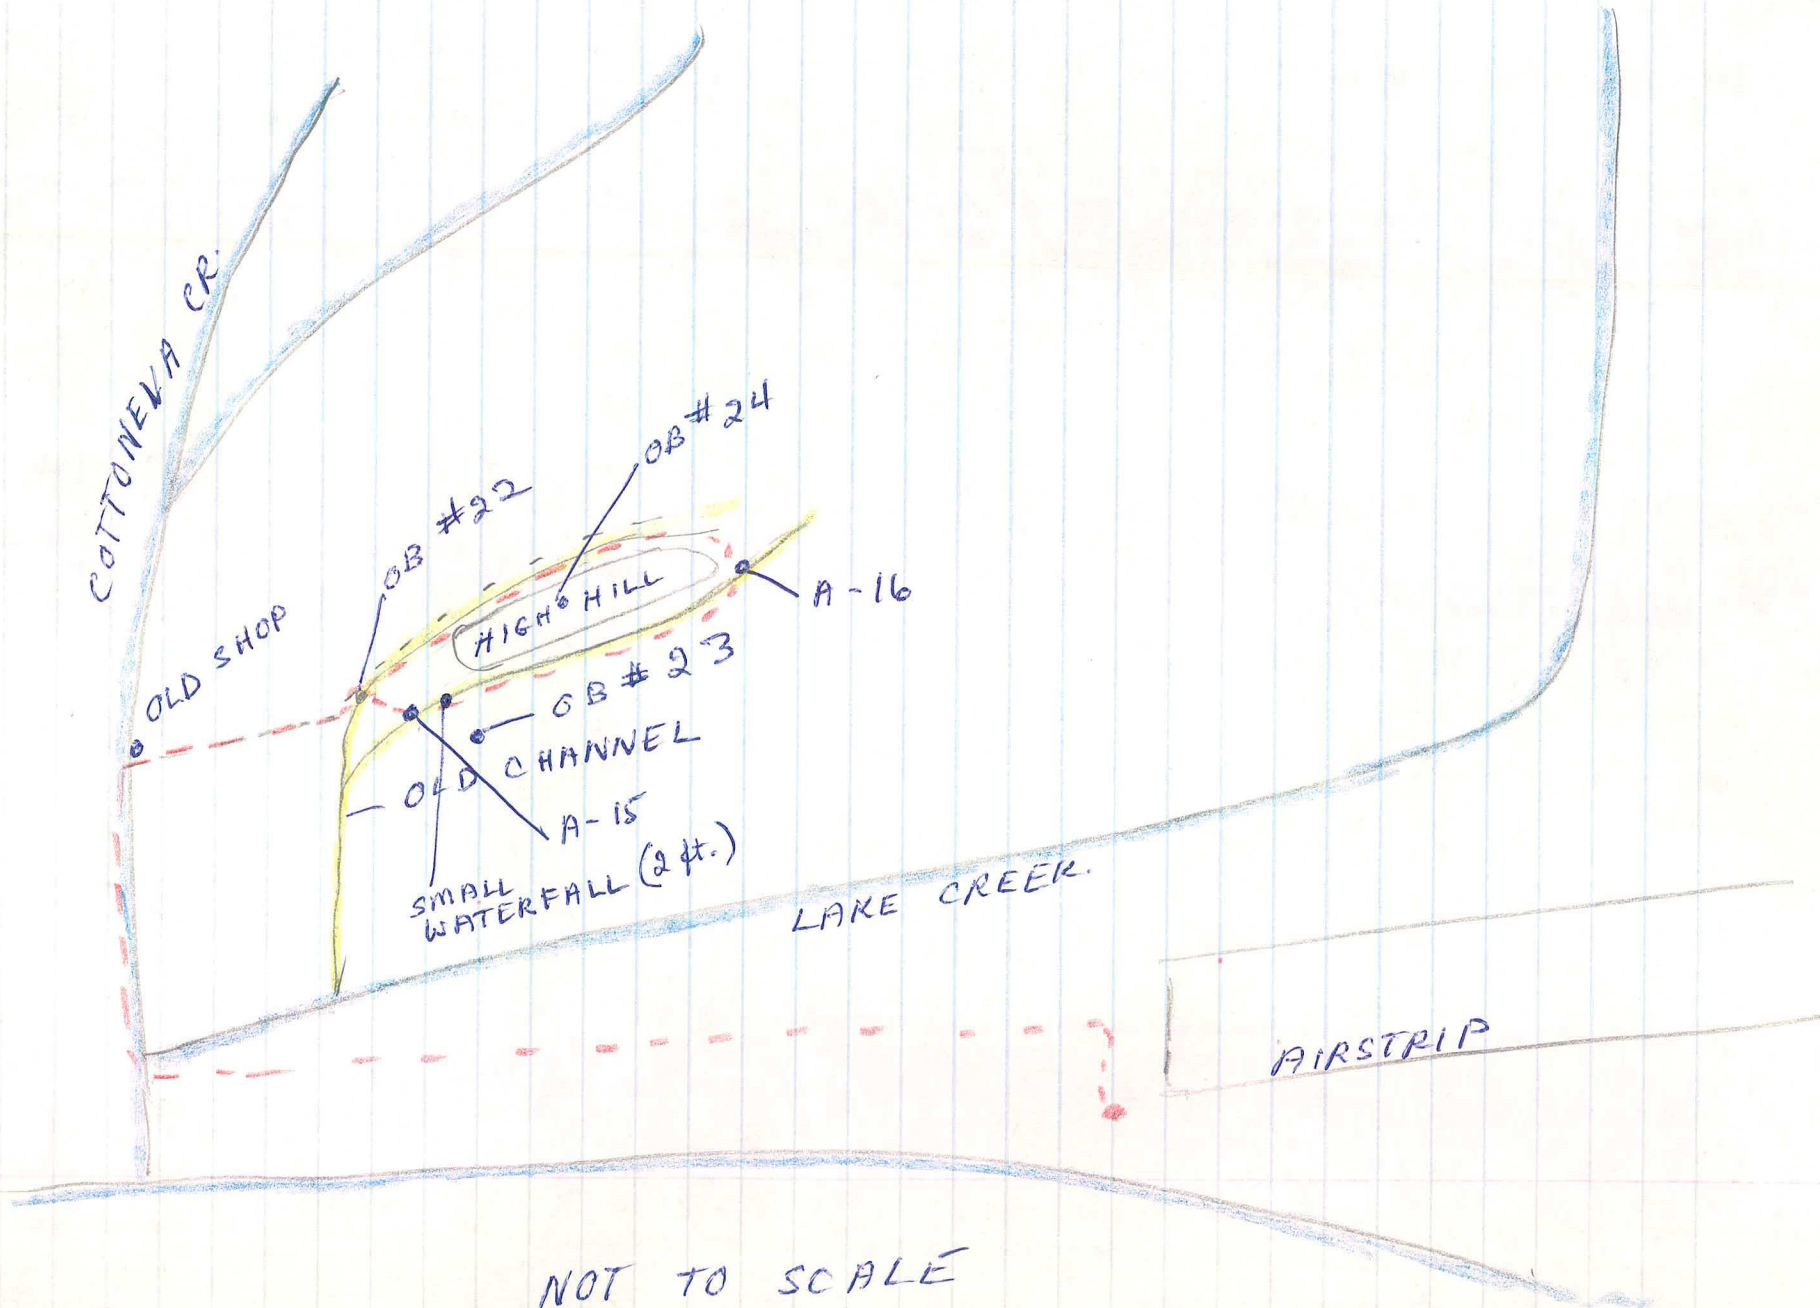 COTTONEVA CR.
OB #24
OB #22
HIGH HILL
A-16
OLD SHOP
OB #23
OLD CHANNEL
A-15
SMALL
WATERFALL (2 ft.)
LAKE CREEK.
AIRSTRIP
NOT TO SCALE